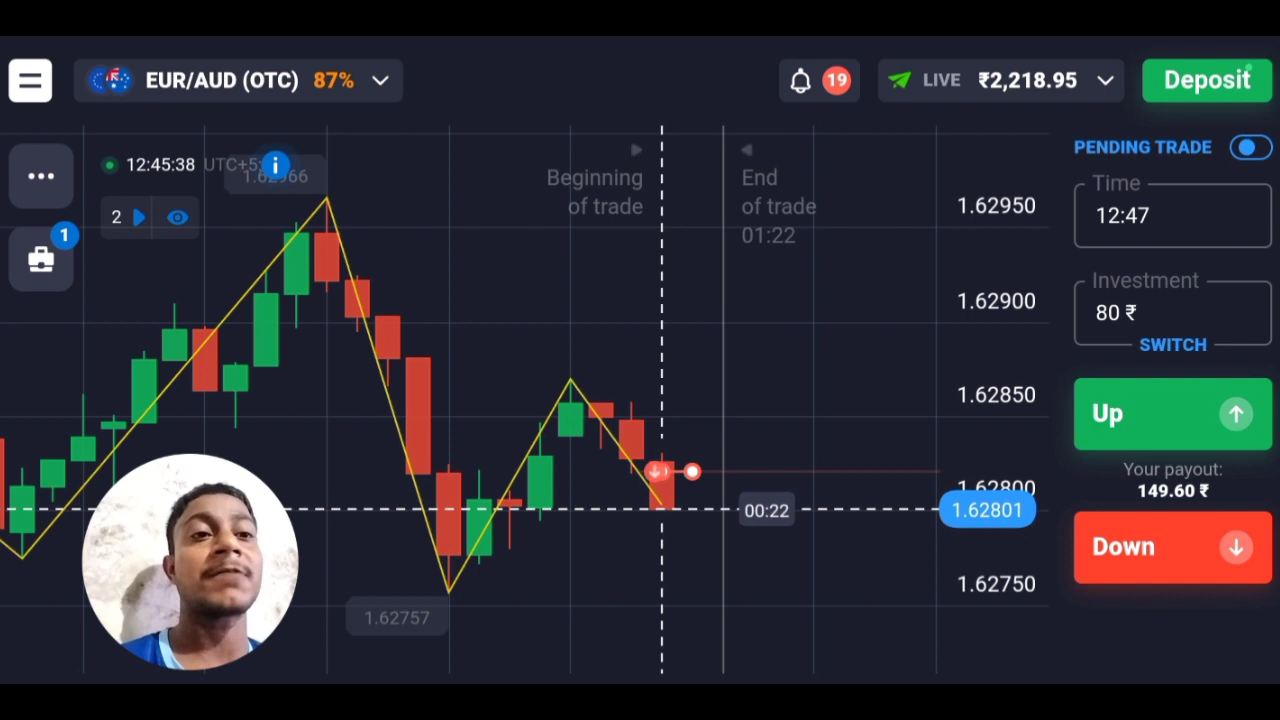 EUR/AUD (OTC) 87%
19
LIVE ₹2,218.95
Deposit
12:45:38 UTC+5:
1.62966
2
1
Beginning
of trade
End
of trade
01:22
1.62950
1.62900
1.62850
1.62800
1.62801
1.62750
00:22
1.62757
PENDING TRADE
Time
12:47
Investment
80 ₹
SWITCH
Up
Your payout:
149.60 ₹
Down